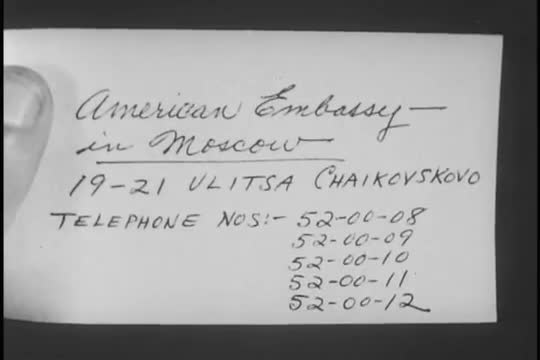 American Embassy —
in Moscow
19-21 ULITSA CHAIKOVSKOVO
TELEPHONE NOS:- 52-00-08
52-00-09
52-00-10
52-00-11
52-00-12